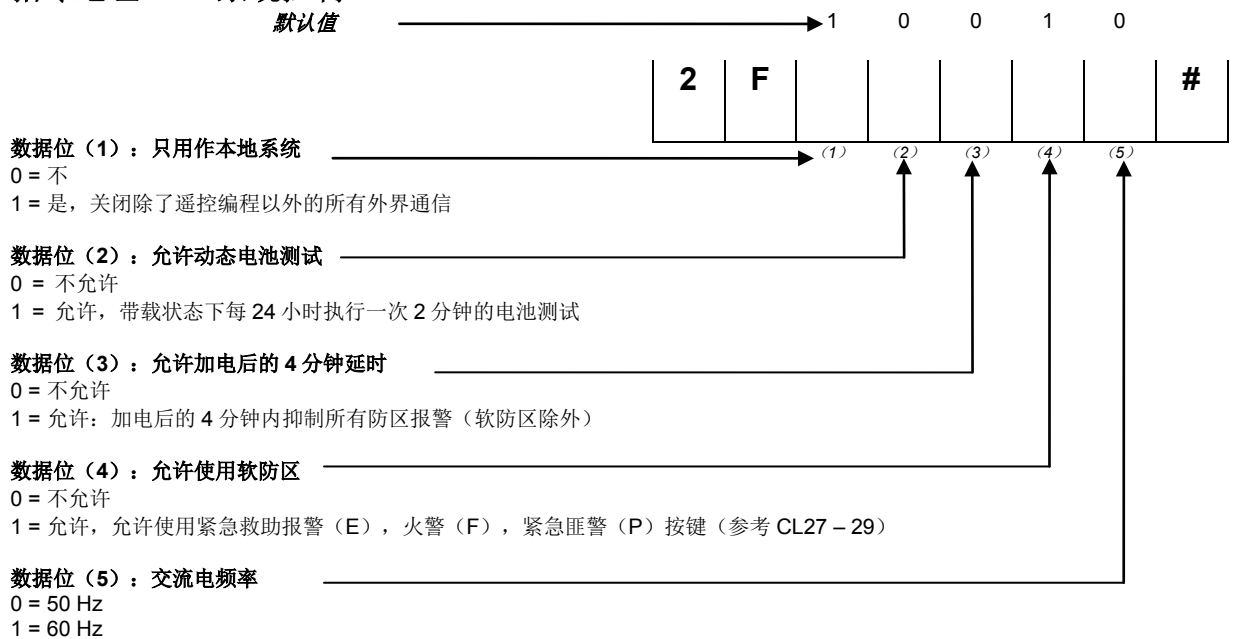 默认值 1 0 0 1 0
2 F #
数据位（1）：只用作本地系统 （1） （2） （3） （4） （5）
0 = 不
1 = 是，关闭除了遥控编程以外的所有外界通信
数据位（2）：允许动态电池测试
0 = 不允许
1 = 允许，带载状态下每 24 小时执行一次 2 分钟的电池测试
数据位（3）：允许加电后的 4 分钟延时
0 = 不允许
1 = 允许：加电后的 4 分钟内抑制所有防区报警（软防区除外）
数据位（4）：允许使用软防区
0 = 不允许
1 = 允许，允许使用紧急救助报警（E），火警（F），紧急匪警（P）按键（参考 CL27 – 29）
数据位（5）：交流电频率
0 = 50 Hz
1 = 60 Hz